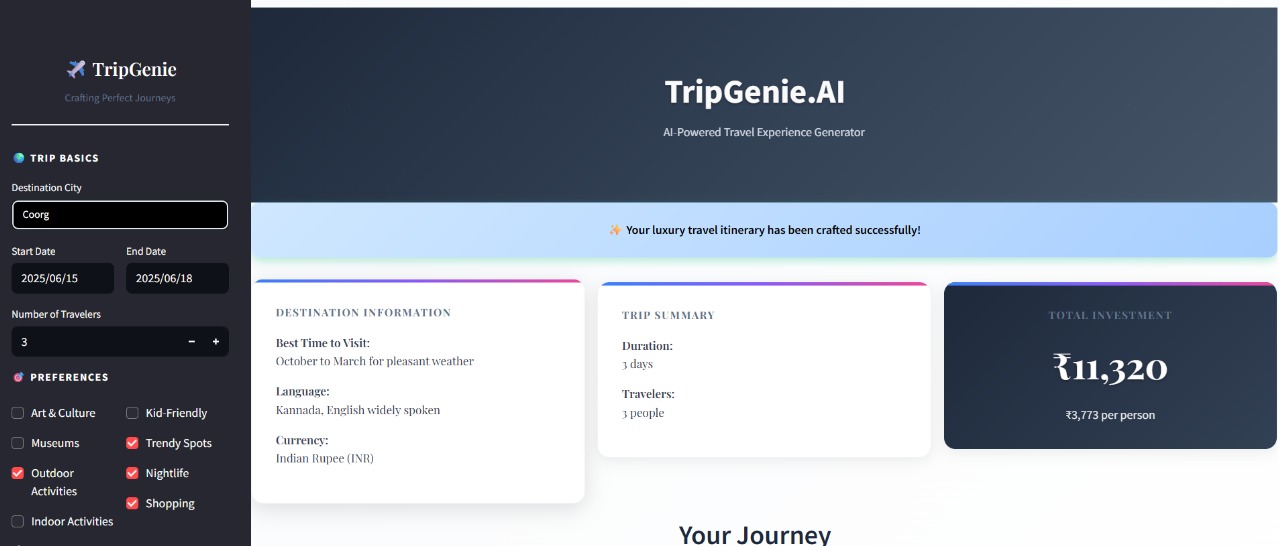 TripGenie
Crafting Perfect Journeys
TRIP BASICS
Destination City
Coorg
Start Date
End Date
2025/06/15
2025/06/18
Number of Travelers
3
− +
PREFERENCES
Art & Culture
Kid-Friendly
Museums
Trendy Spots
Outdoor
Activities
Nightlife
Shopping
Indoor Activities
TripGenie.AI
AI-Powered Travel Experience Generator
✨ Your luxury travel itinerary has been crafted successfully!
DESTINATION INFORMATION
Best Time to Visit:
October to March for pleasant weather
Language:
Kannada, English widely spoken
Currency:
Indian Rupee (INR)
TRIP SUMMARY
Duration:
3 days
Travelers:
3 people
TOTAL INVESTMENT
₹11,320
₹3,773 per person
Your Journey